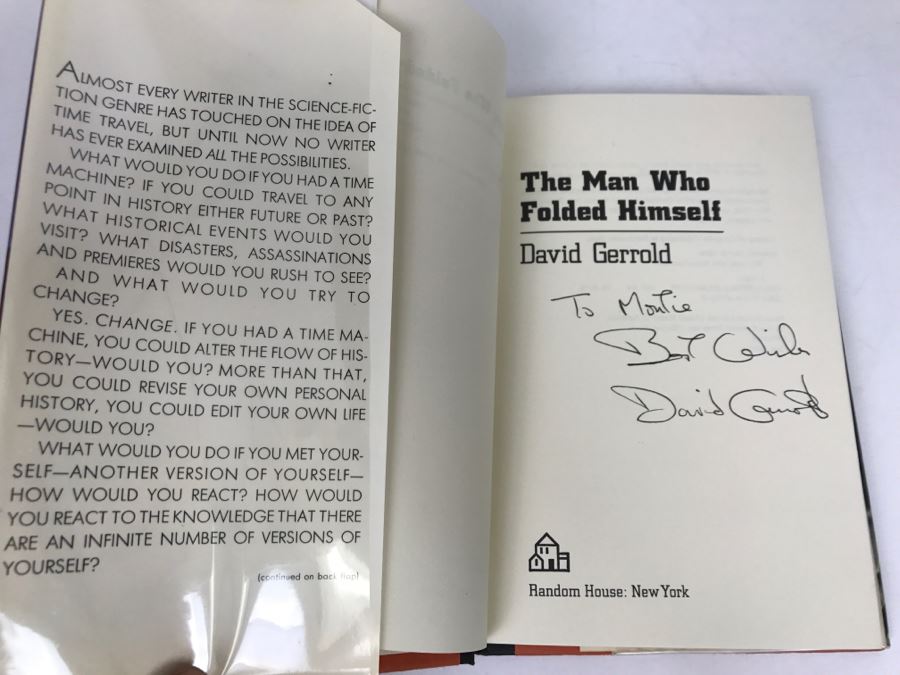 ALMOST EVERY WRITER IN THE SCIENCE-FIC-
TION GENRE HAS TOUCHED ON THE IDEA OF
TIME TRAVEL, BUT UNTIL NOW NO WRITER
HAS EVER EXAMINED ALL THE POSSIBILITIES.
WHAT WOULD YOU DO IF YOU HAD A TIME
MACHINE? IF YOU COULD TRAVEL TO ANY
POINT IN HISTORY EITHER FUTURE OR PAST?
WHAT HISTORICAL EVENTS WOULD YOU
VISIT? WHAT DISASTERS, ASSASSINATIONS
AND PREMIERES WOULD YOU RUSH TO SEE?
AND WHAT WOULD YOU TRY TO
CHANGE?
YES. CHANGE. IF YOU HAD A TIME MA-
CHINE, YOU COULD ALTER THE FLOW OF HIS-
TORY—WOULD YOU? MORE THAN THAT,
YOU COULD REVISE YOUR OWN PERSONAL
HISTORY, YOU COULD EDIT YOUR OWN LIFE
—WOULD YOU?
WHAT WOULD YOU DO IF YOU MET YOUR-
SELF—ANOTHER VERSION OF YOURSELF—
HOW WOULD YOU REACT? HOW WOULD
YOU REACT TO THE KNOWLEDGE THAT THERE
ARE AN INFINITE NUMBER OF VERSIONS OF
YOURSELF?
(continued on back flap)
The Man Who
Folded Himself
David Gerrold
To Montie
Best Wishes
David Gerrold
Random House: New York